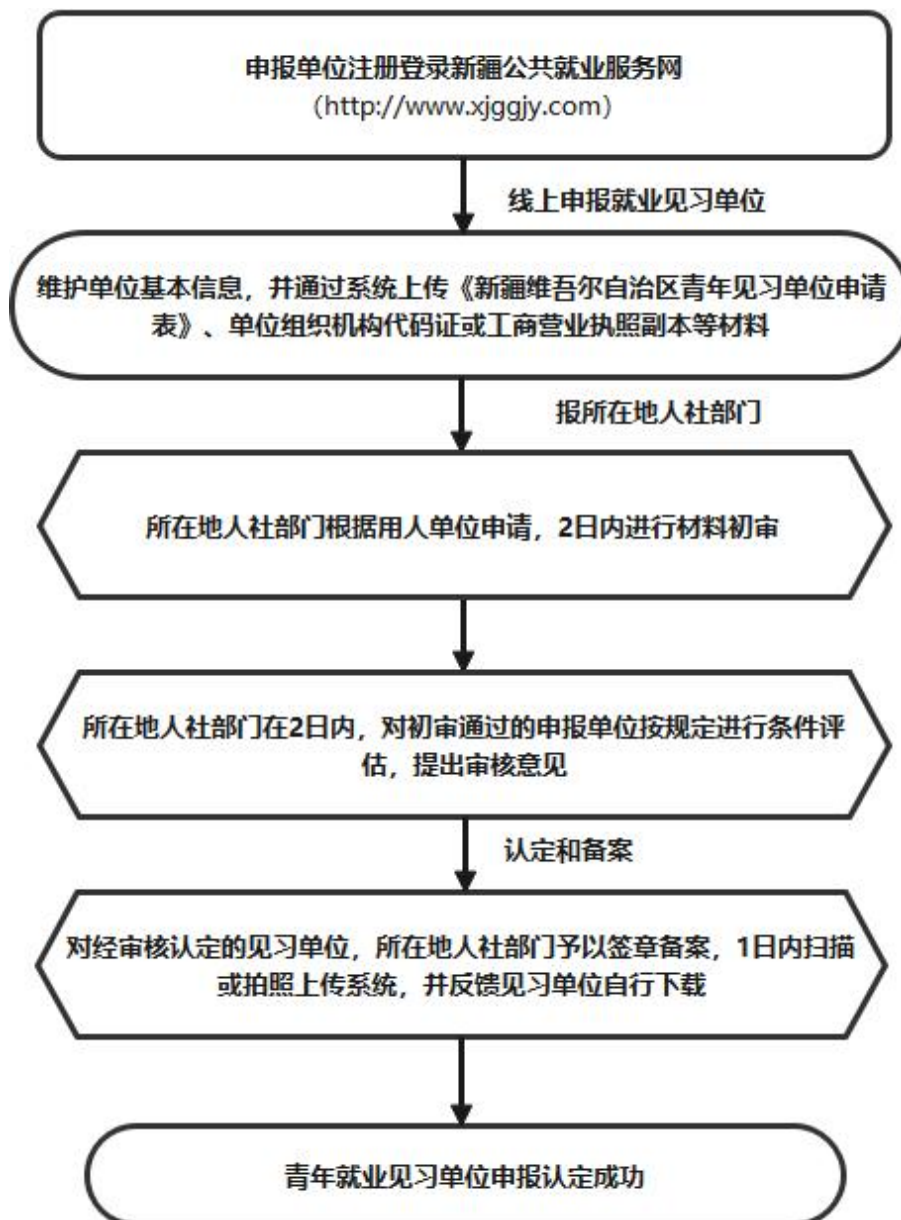 申报单位注册登录新疆公共就业服务网
（http://www.xjggjy.com）
线上申报就业见习单位
维护单位基本信息，并通过系统上传《新疆维吾尔自治区青年见习单位申请
表》、单位组织机构代码证或工商营业执照副本等材料
报所在地人社部门
所在地人社部门根据用人单位申请，2日内进行材料初审
所在地人社部门在2日内，对初审通过的申报单位按规定进行条件评
估，提出审核意见
认定和备案
对经审核认定的见习单位，所在地人社部门予以签章备案，1日内扫描
或拍照上传系统，并反馈见习单位自行下载
青年就业见习单位申报认定成功